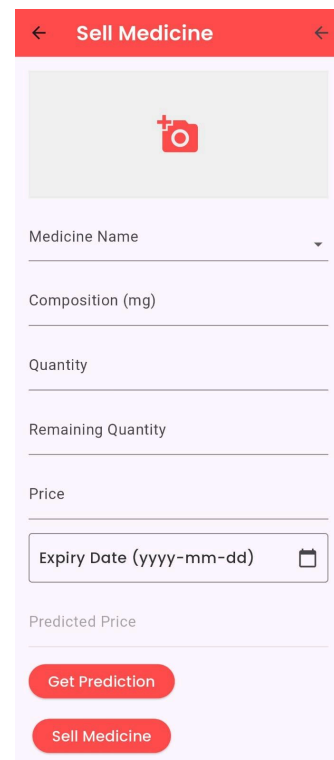 Sell Medicine
Medicine Name
Composition (mg)
Quantity
Remaining Quantity
Price
Expiry Date (yyyy-mm-dd)
Predicted Price
Get Prediction
Sell Medicine